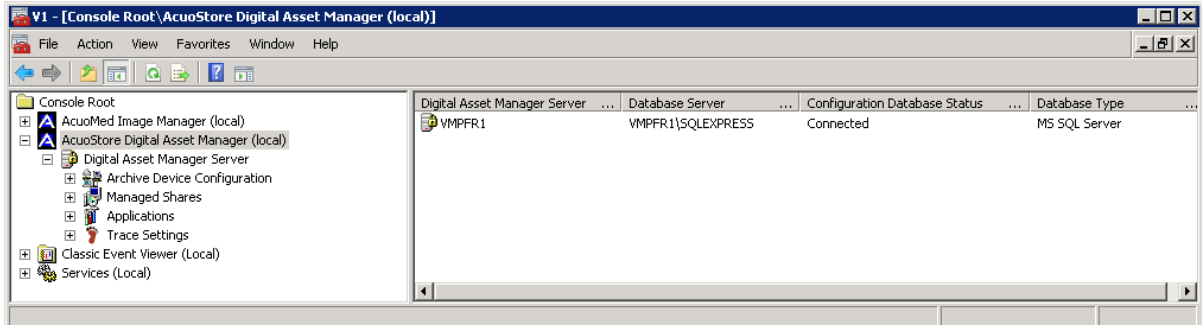 V1 - [Console Root\AcuoStore Digital Asset Manager (local)]
File Action View Favorites Window Help
Console Root
AcuoMed Image Manager (local)
AcuoStore Digital Asset Manager (local)
Digital Asset Manager Server
Archive Device Configuration
Managed Shares
Applications
Trace Settings
Classic Event Viewer (Local)
Services (Local)
Digital Asset Manager Server ... Database Server ... Configuration Database Status ... Database Type ...
VMPFR1 VMPFR1\SQLEXPRESS Connected MS SQL Server